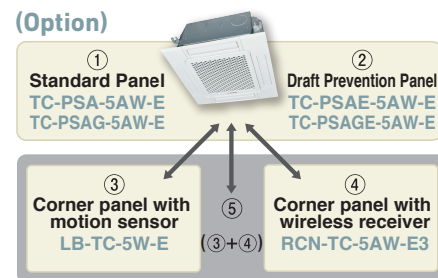 (Option)
①
Standard Panel
TC-PSA-5AW-E
TC-PSAG-5AW-E
②
Draft Prevention Panel
TC-PSAE-5AW-E
TC-PSAGE-5AW-E
③
Corner panel with
motion sensor
LB-TC-5W-E
⑤
(③+④)
④
Corner panel with
wireless receiver
RCN-TC-5AW-E3